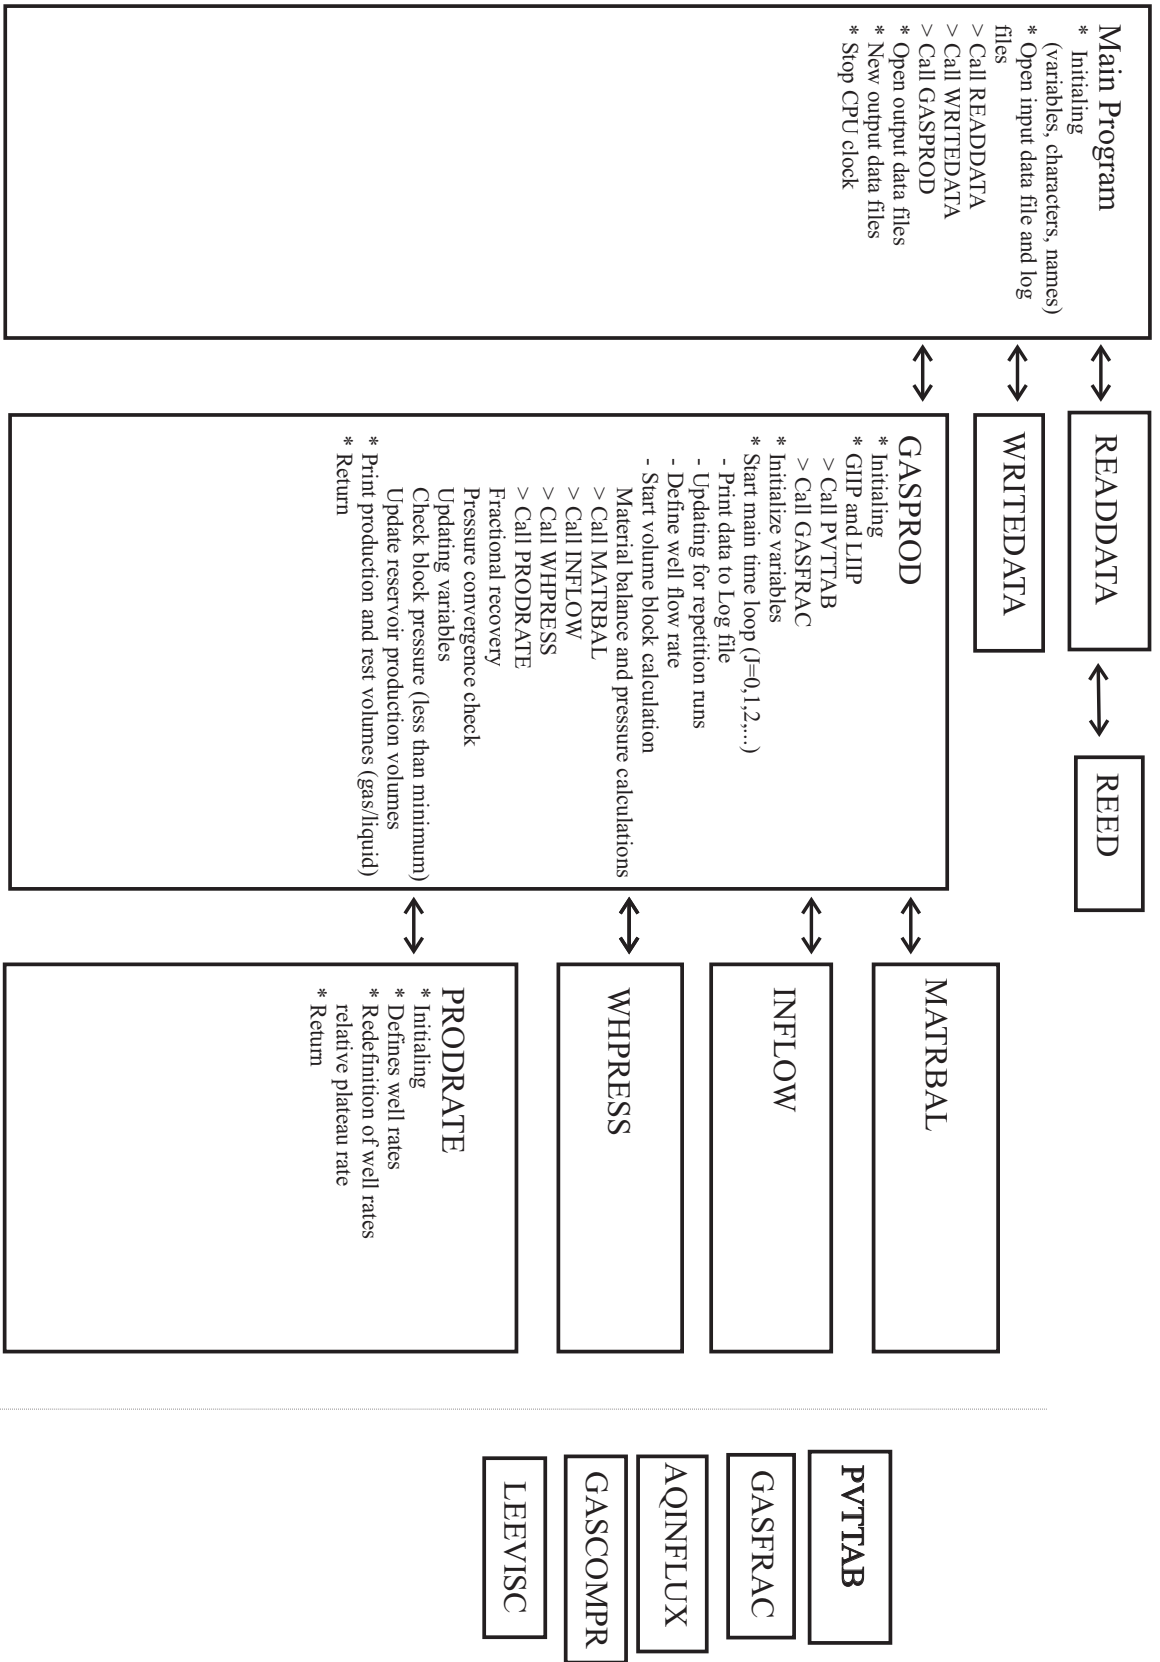 Main Program
* Initialing
(variables, characters, names)
* Open input data file and log
files
> Call READDATA
> Call WRITEDATA
> Call GASPROD
* Open output data files
* New output data files
* Stop CPU clock
READDATA
REED
WRITEDATA
GASPROD
* Initialing
* GIIP and LIIP
> Call PVTTAB
> Call GASFRAC
* Initialize variables
* Start main time loop (J=0,1,2,...)
- Print data to Log file
- Updating for repetition runs
- Define well flow rate
- Start volume block calculation
Material balance and pressure calculations
> Call MATRBAL
> Call INFLOW
> Call WHPRESS
> Call PRODRATE
Fractional recovery
Pressure convergence check
Updating variables
Check block pressure (less than minimum)
Update reservoir production volumes
* Print production and rest volumes (gas/liquid)
* Return
MATRBAL
INFLOW
WHPRESS
PRODRATE
* Initialing
* Defines well rates
* Redefinition of well rates
relative plateau rate
* Return
PVTTAB
GASFRAC
AQINFLUX
GASCOMPR
LEEVISC